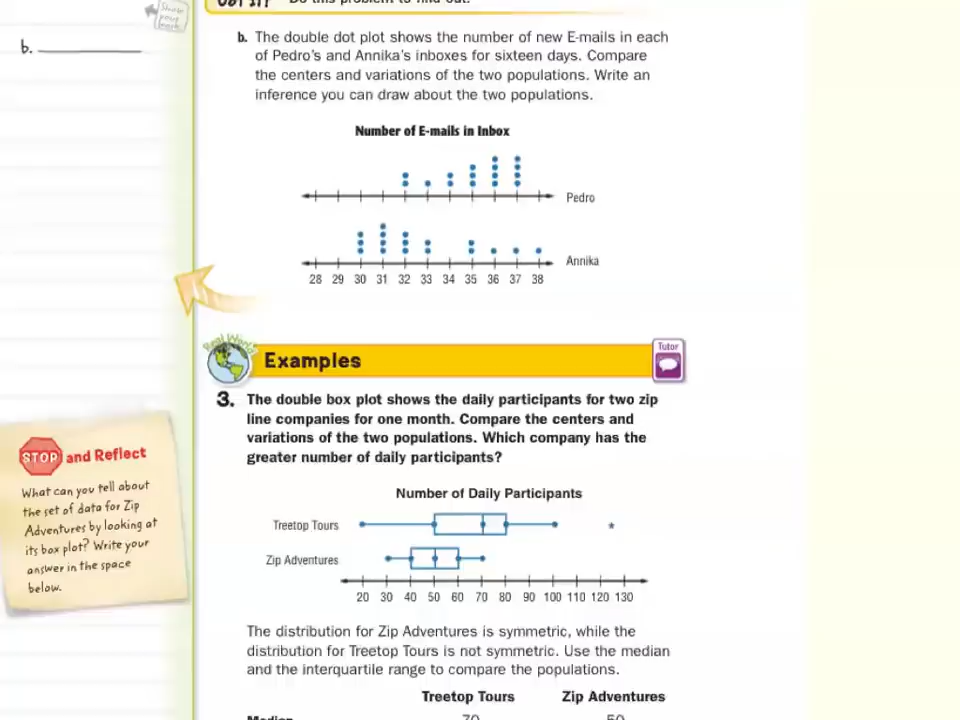 b.
b. The double dot plot shows the number of new E-mails in each
of Pedro's and Annika's inboxes for sixteen days. Compare
the centers and variations of the two populations. Write an
inference you can draw about the two populations.
Number of E-mails in Inbox
Pedro
Annika
28 29 30 31 32 33 34 35 36 37 38
Real World
Examples
Tutor
3. The double box plot shows the daily participants for two zip
line companies for one month. Compare the centers and
variations of the two populations. Which company has the
greater number of daily participants?
STOP and Reflect
What can you tell about
the set of data for Zip
Adventures by looking at
its box plot? Write your
answer in the space
below.
Number of Daily Participants
Treetop Tours
*
Zip Adventures
20 30 40 50 60 70 80 90 100 110 120 130
The distribution for Zip Adventures is symmetric, while the
distribution for Treetop Tours is not symmetric. Use the median
and the interquartile range to compare the populations.
Treetop Tours Zip Adventures
Median 70 50